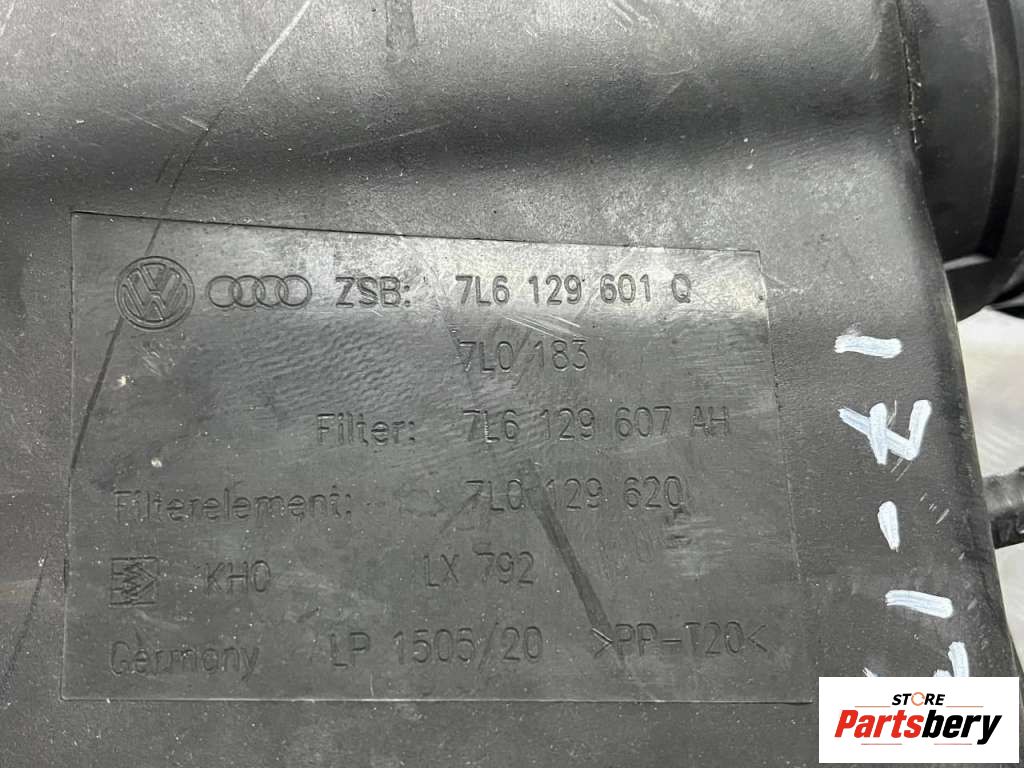 ZSB: 7L6 129 601 Q
7L0 183
Filter: 7L6 129 607 AH
Filterelement: 7L0 129 620
KHO LX 792
Germany LP 1505/20 >PP-T20<
STORE
Partsbery